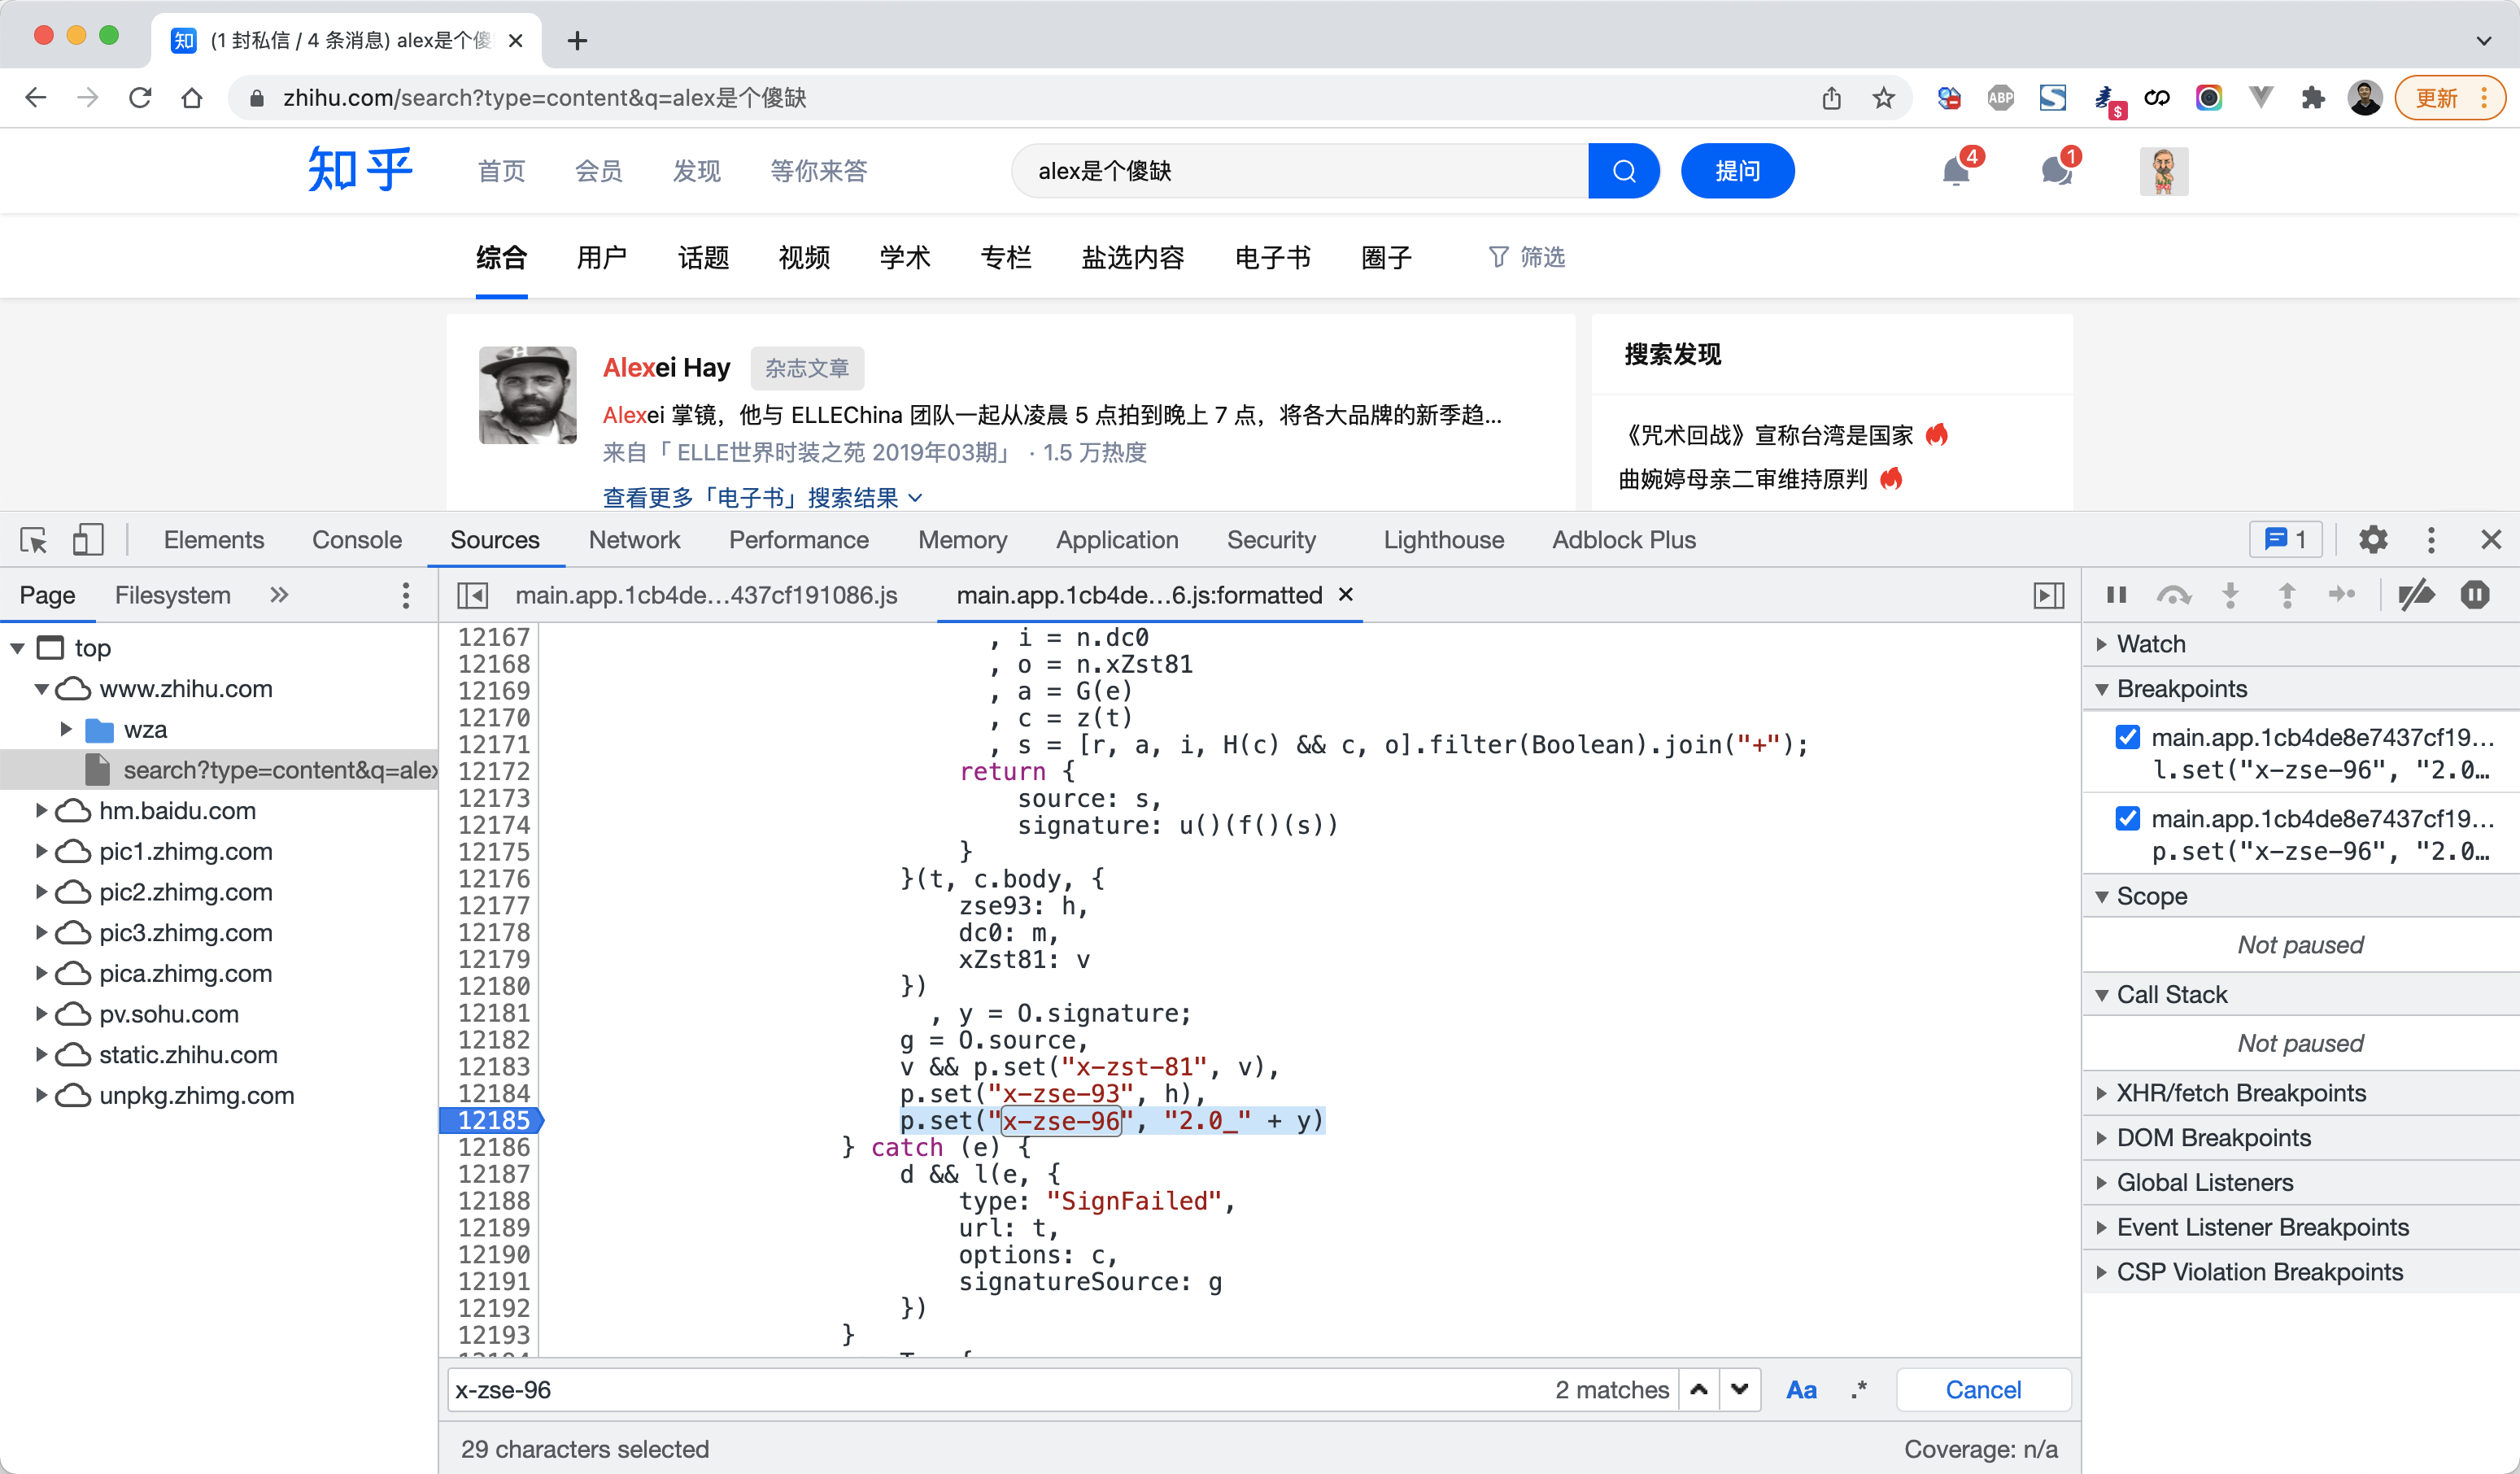 知 (1 封私信 / 4 条消息) alex是个傻
zhihu.com/search?type=content&q=alex是个傻缺
ABP
$
更新
知乎 首页 会员 发现 等你来答 alex是个傻缺 提问 4 1
综合 用户 话题 视频 学术 专栏 盐选内容 电子书 圈子 筛选
Alexei Hay 杂志文章
Alexei 掌镜，他与 ELLEChina 团队一起从凌晨 5 点拍到晚上 7 点，将各大品牌的新季趋...
来自「 ELLE世界时装之苑 2019年03期」 · 1.5 万热度
查看更多「电子书」搜索结果
搜索发现
《咒术回战》宣称台湾是国家
曲婉婷母亲二审维持原判
Elements Console Sources Network Performance Memory Application Security Lighthouse Adblock Plus 1
Page Filesystem »
main.app.1cb4de...437cf191086.js main.app.1cb4de...6.js:formatted ×
top
www.zhihu.com
wza
search?type=content&q=alex
hm.baidu.com
pic1.zhimg.com
pic2.zhimg.com
pic3.zhimg.com
pica.zhimg.com
pv.sohu.com
static.zhihu.com
unpkg.zhimg.com
12167 , i = n.dc0
12168 , o = n.xZst81
12169 , a = G(e)
12170 , c = z(t)
12171 , s = [r, a, i, H(c) && c, o].filter(Boolean).join("+");
12172 return {
12173 source: s,
12174 signature: u()(f()(s))
12175 }
12176 }(t, c.body, {
12177 zse93: h,
12178 dc0: m,
12179 xZst81: v
12180 })
12181 , y = O.signature;
12182 g = O.source,
12183 v && p.set("x-zst-81", v),
12184 p.set("x-zse-93", h),
12185 p.set("x-zse-96", "2.0_" + y)
12186 } catch (e) {
12187 d && l(e, {
12188 type: "SignFailed",
12189 url: t,
12190 options: c,
12191 signatureSource: g
12192 })
12193 }
x-zse-96 2 matches Aa .* Cancel
29 characters selected Coverage: n/a
Watch
Breakpoints
main.app.1cb4de8e7437cf19...
l.set("x-zse-96", "2.0…
main.app.1cb4de8e7437cf19...
p.set("x-zse-96", "2.0…
Scope
Not paused
Call Stack
Not paused
XHR/fetch Breakpoints
DOM Breakpoints
Global Listeners
Event Listener Breakpoints
CSP Violation Breakpoints